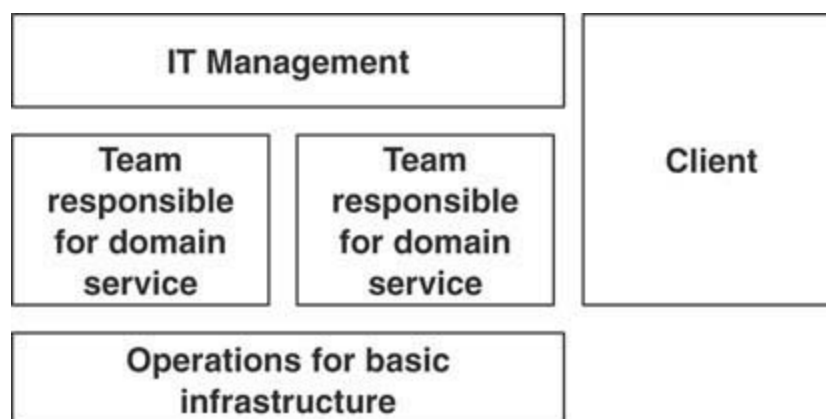 IT Management
Team
responsible
for domain
service
Team
responsible
for domain
service
Client
Operations for basic
infrastructure